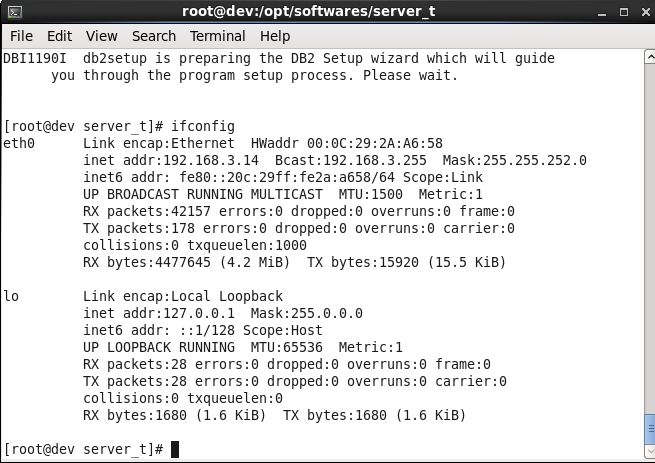 root@dev:/opt/softwares/server_t
File Edit View Search Terminal Help
DBI1190I  db2setup is preparing the DB2 Setup wizard which will guide
      you through the program setup process. Please wait.
[root@dev server_t]# ifconfig
eth0      Link encap:Ethernet  HWaddr 00:0C:29:2A:A6:58
          inet addr:192.168.3.14  Bcast:192.168.3.255  Mask:255.255.252.0
          inet6 addr: fe80::20c:29ff:fe2a:a658/64 Scope:Link
          UP BROADCAST RUNNING MULTICAST  MTU:1500  Metric:1
          RX packets:42157 errors:0 dropped:0 overruns:0 frame:0
          TX packets:178 errors:0 dropped:0 overruns:0 carrier:0
          collisions:0 txqueuelen:1000
          RX bytes:4477645 (4.2 MiB)  TX bytes:15920 (15.5 KiB)
lo        Link encap:Local Loopback
          inet addr:127.0.0.1  Mask:255.0.0.0
          inet6 addr: ::1/128 Scope:Host
          UP LOOPBACK RUNNING  MTU:65536  Metric:1
          RX packets:28 errors:0 dropped:0 overruns:0 frame:0
          TX packets:28 errors:0 dropped:0 overruns:0 carrier:0
          collisions:0 txqueuelen:0
          RX bytes:1680 (1.6 KiB)  TX bytes:1680 (1.6 KiB)
[root@dev server_t]#